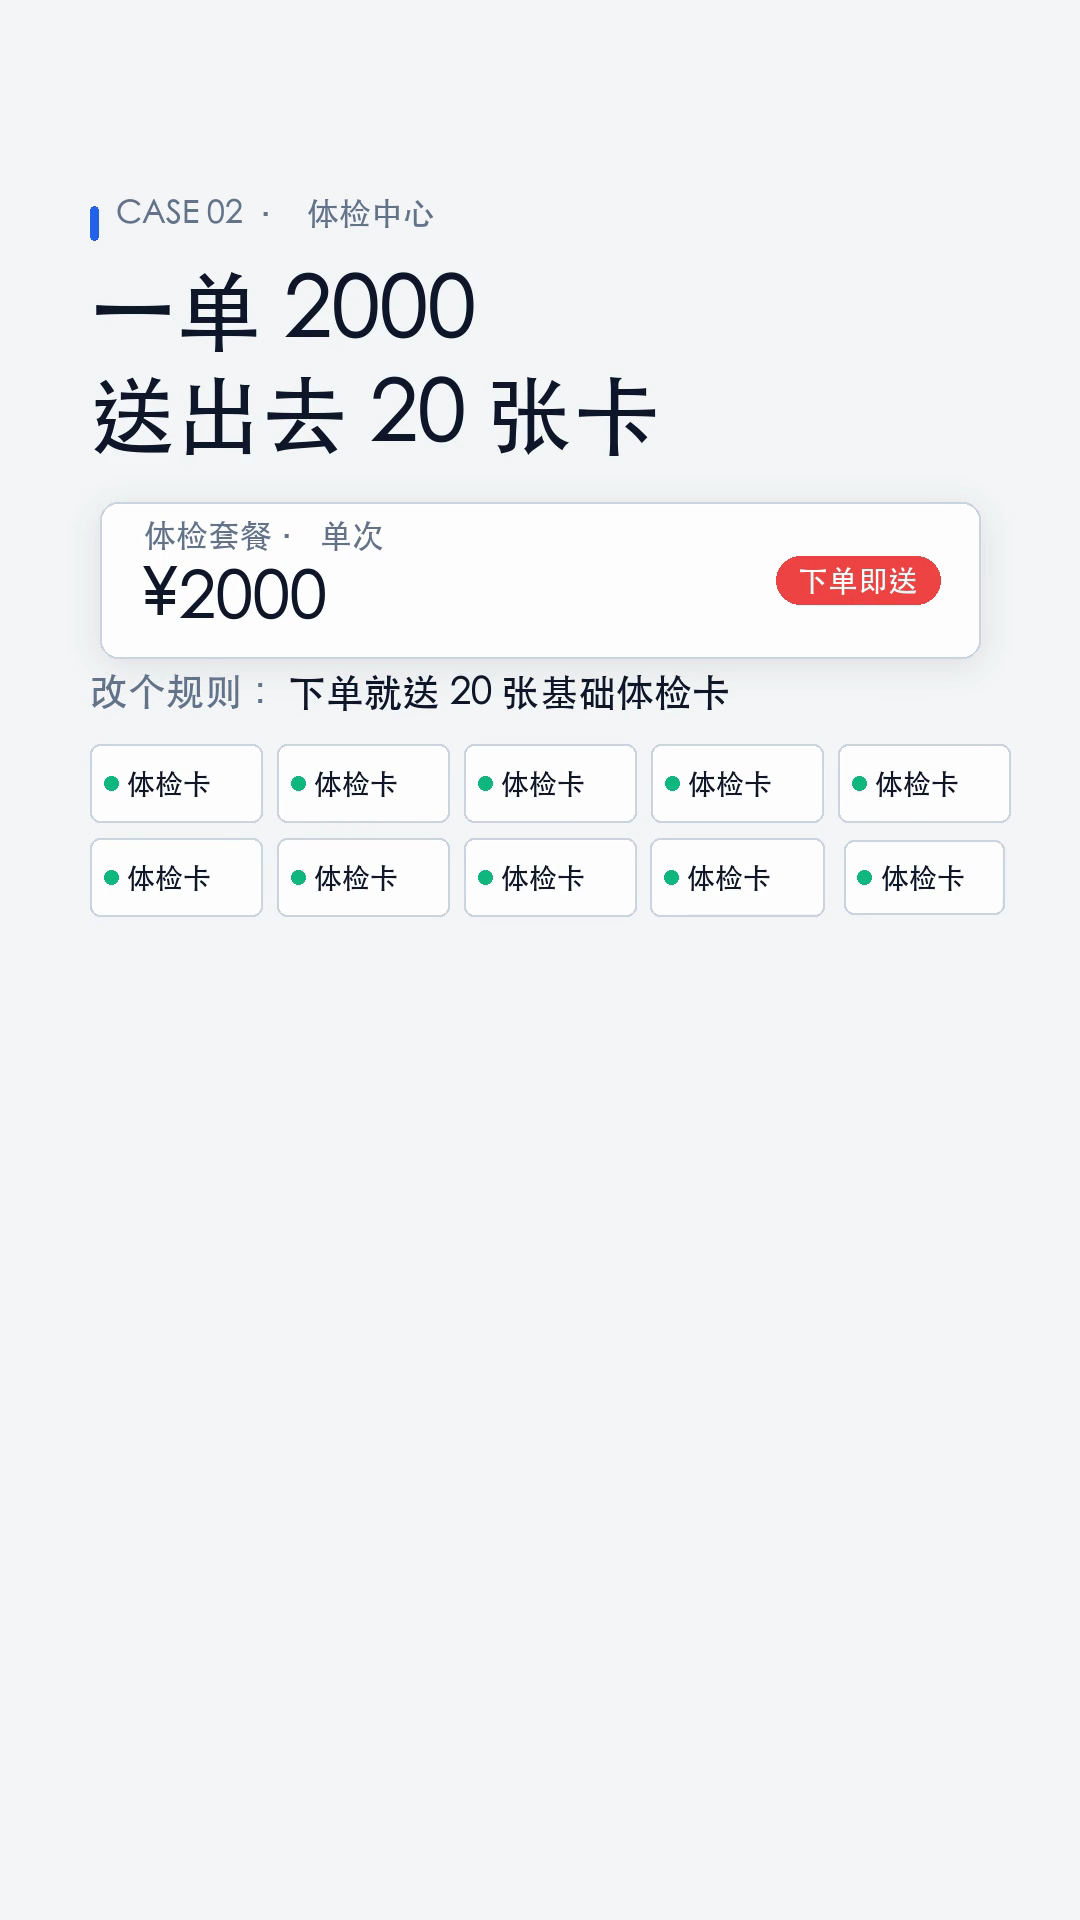 CASE 02 · 体检中心
一单 2000
送出去 20 张卡
体检套餐 · 单次
¥2000
下单即送
改个规则： 下单就送 20 张基础体检卡
体检卡 体检卡 体检卡 体检卡 体检卡
体检卡 体检卡 体检卡 体检卡 体检卡